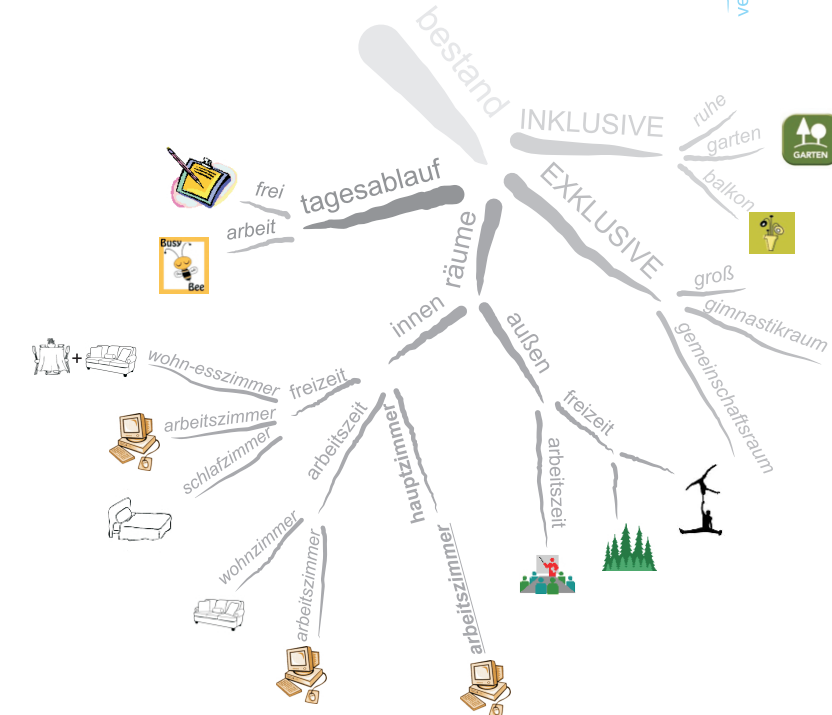 ve
bestand
INKLUSIVE
ruhe
garten
balkon
GARTEN
EXKLUSIVE
groß
gimnastikraum
gemeinschaftsraum
tagesablauf
frei
arbeit
Busy
Bee
räume
innen
freizeit
wohn-esszimmer
+
arbeitszimmer
schlafzimmer
arbeitszeit
wohnzimmer
arbeitszimmer
hauptzimmer
arbeitszimmer
außen
freizeit
arbeitszeit